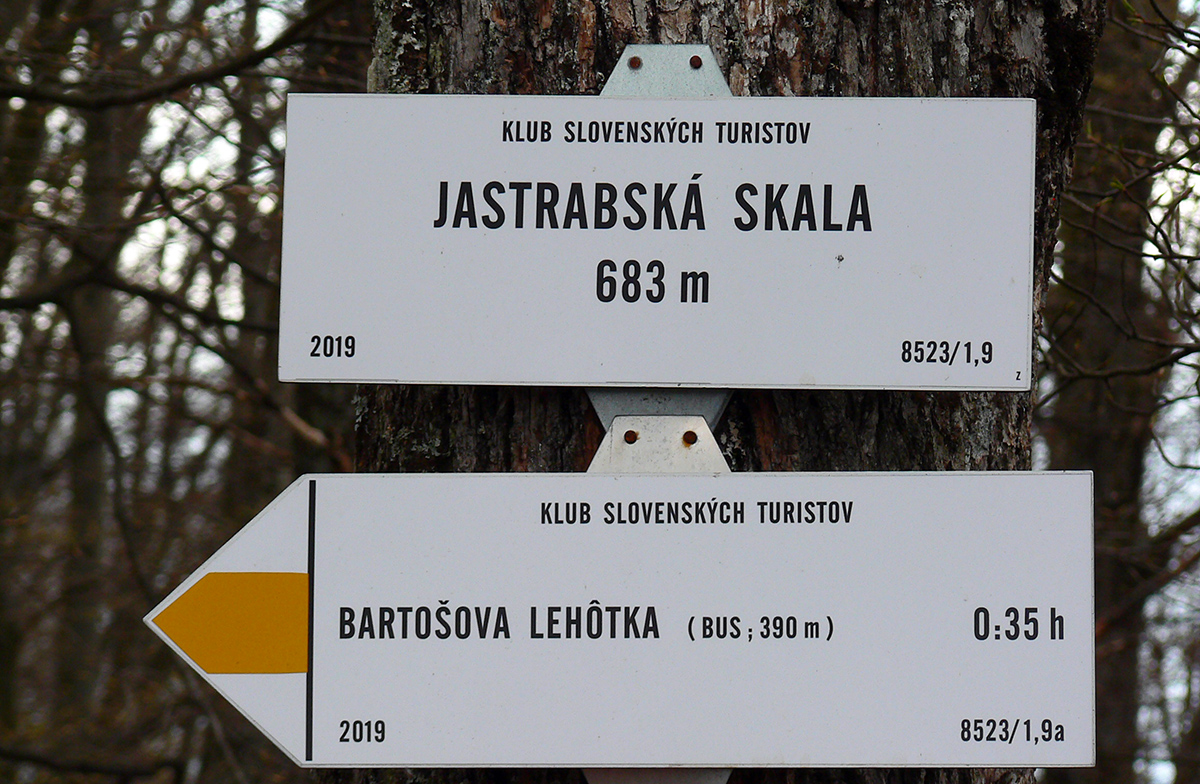 KLUB SLOVENSKÝCH TURISTOV
JASTRABSKÁ SKALA
683 m
2019 8523/1,9
Z
KLUB SLOVENSKÝCH TURISTOV
BARTOŠOVA LEHÔTKA (BUS ; 390 m) 0:35 h
2019 8523/1,9a